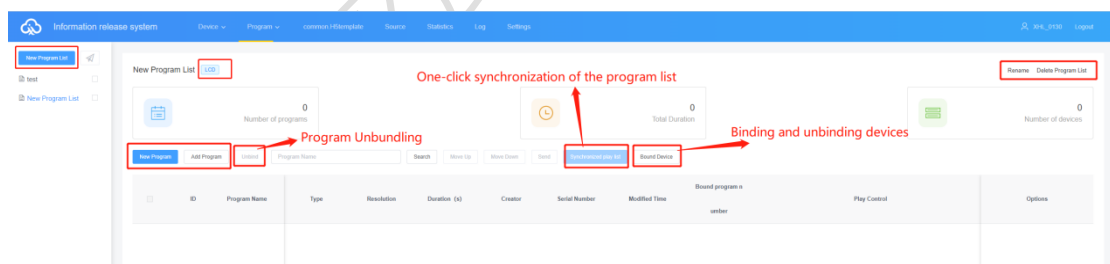 Information release system Device Program common.HRtemplate Source Statistics Log Settings XHL_0130 Logout
New Program List
test
New Program List
New Program List LCD Rename Delete Program List
One-click synchronization of the program list
0 0 0
Number of programs Total Duration Number of devices
Program Unbundling Binding and unbinding devices
New Program Add Program Unbind Program Name Search Move Up Move Down Send Synchronized play list Bound Device
ID Program Name Type Resolution Duration (s) Creator Serial Number Modified Time Bound program n Play Control Options
umber